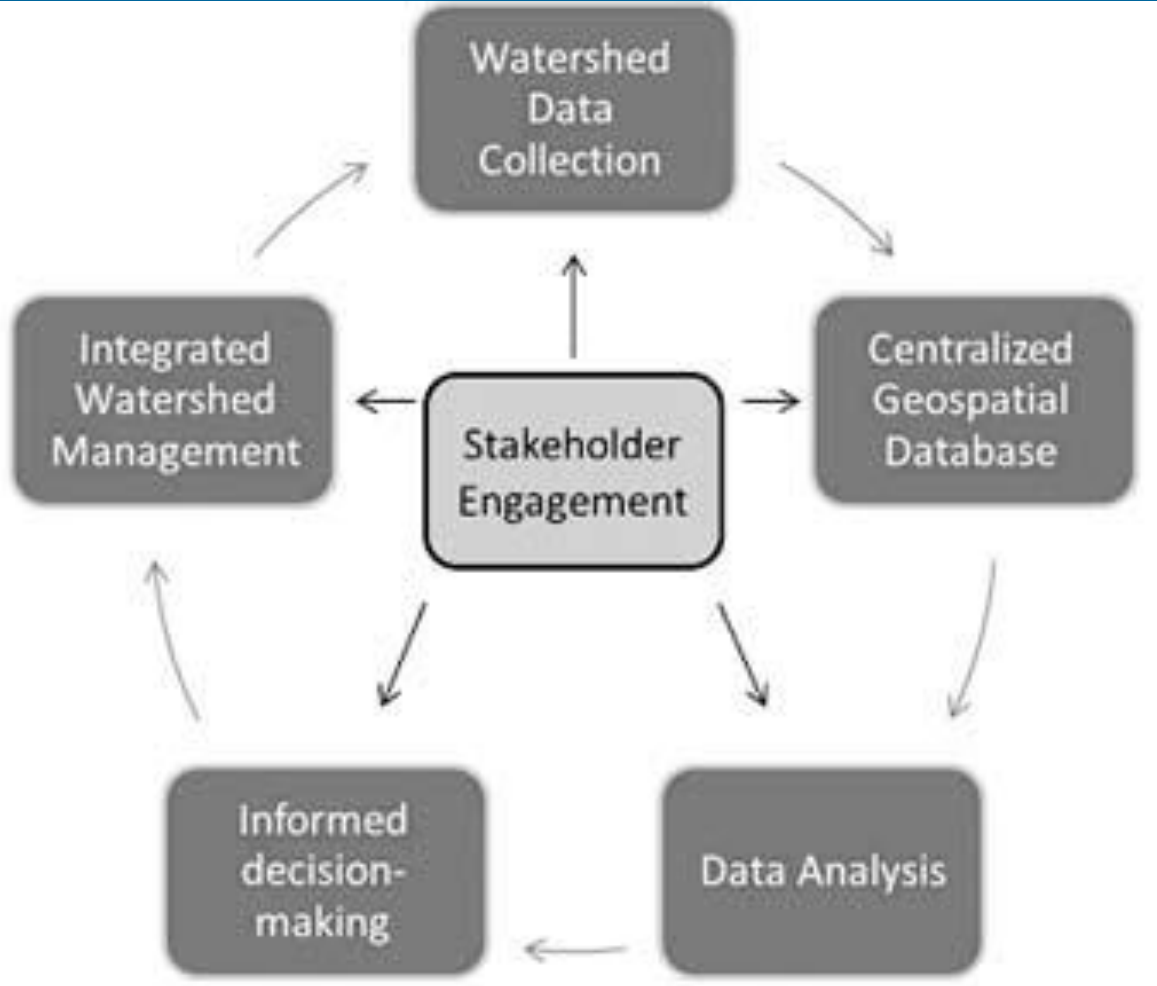 Watershed
Data
Collection
Integrated
Watershed
Management
Stakeholder
Engagement
Centralized
Geospatial
Database
Informed
decision-
making
Data Analysis